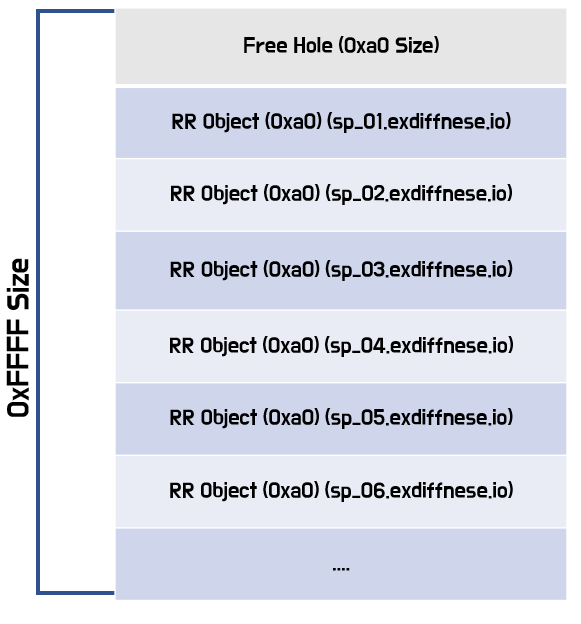 0xFFFF Size
Free Hole (0xa0 Size)
RR Object (0xa0) (sp_01.exdiffnese.io)
RR Object (0xa0) (sp_02.exdiffnese.io)
RR Object (0xa0) (sp_03.exdiffnese.io)
RR Object (0xa0) (sp_04.exdiffnese.io)
RR Object (0xa0) (sp_05.exdiffnese.io)
RR Object (0xa0) (sp_06.exdiffnese.io)
....